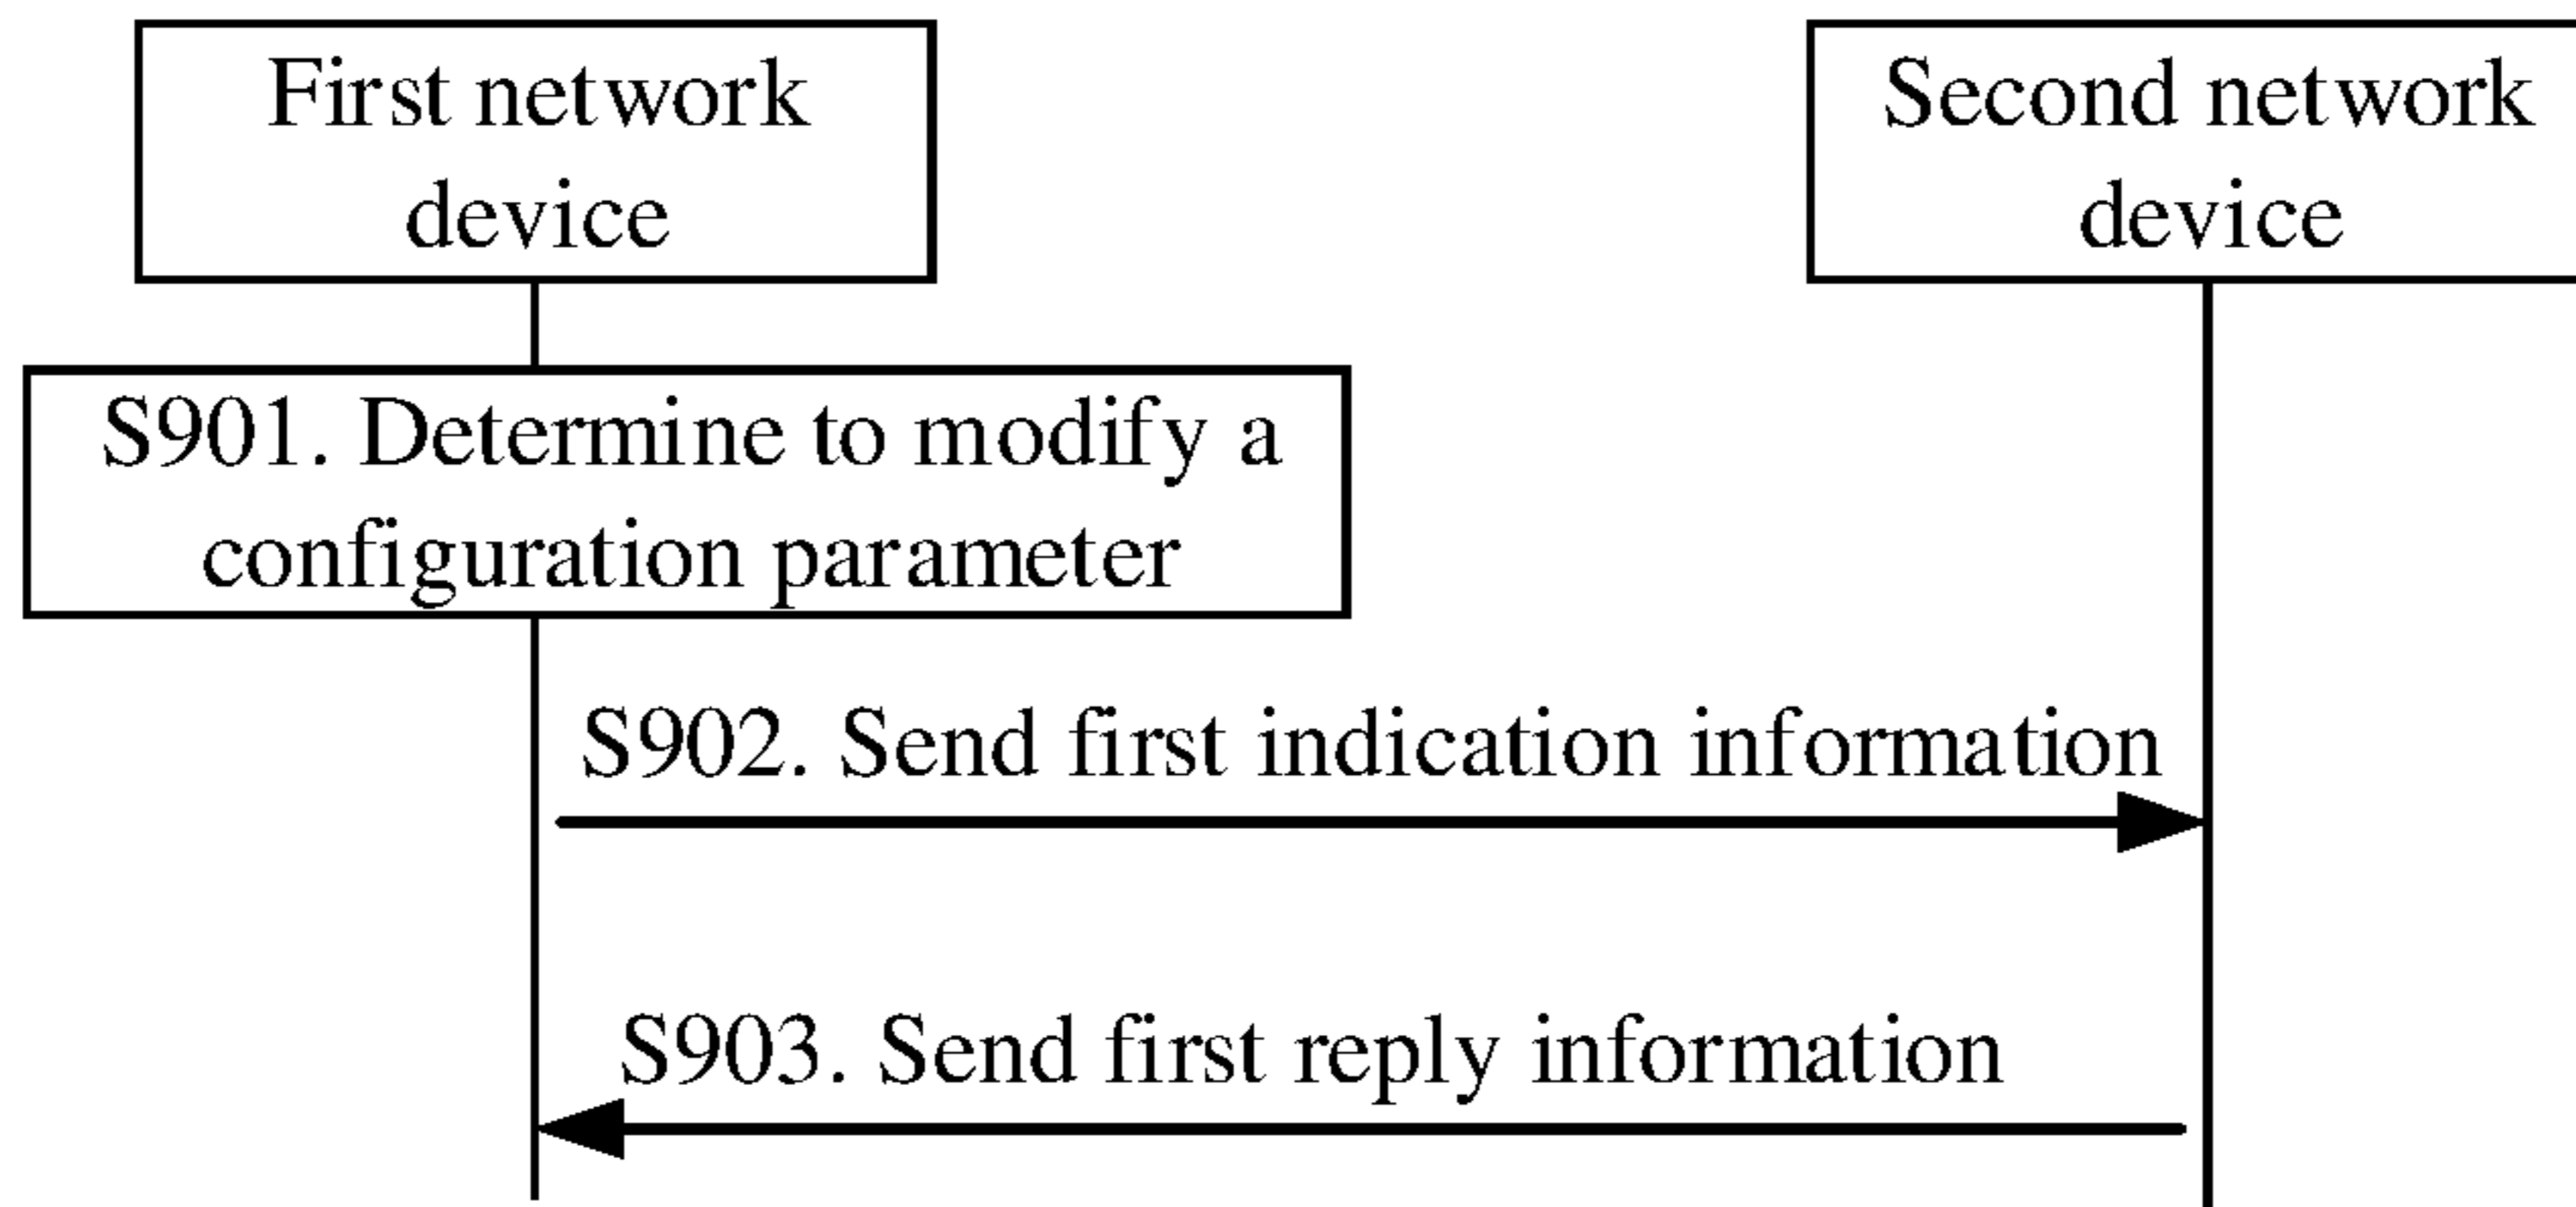 First network
device
Second network
device
S901. Determine to modify a
configuration parameter
S902. Send first indication information
S903. Send first reply information